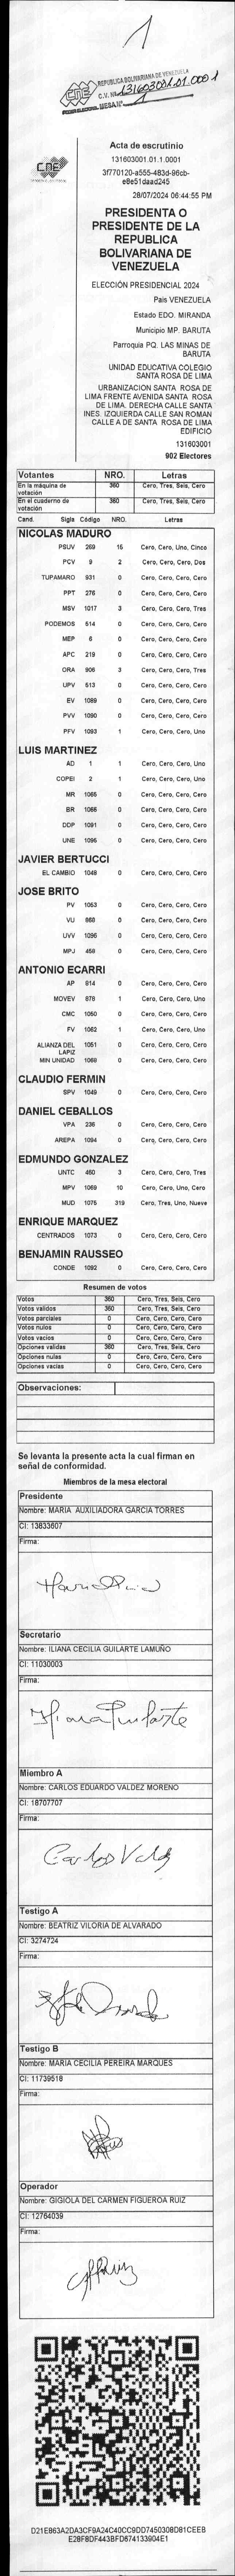 1
REPUBLICA BOLIVARIANA DE VENEZUELA
CNE
C.V. Nº 131603001.01.0001
MESA Nº 1
CNE
Acta de escrutinio
131603001.01.1.0001
3f770120-a555-483d-96cb-
e8e51daad245
28/07/2024 06:44:55 PM
PRESIDENTA O
PRESIDENTE DE LA
REPUBLICA
BOLIVARIANA DE
VENEZUELA
ELECCIÓN PRESIDENCIAL 2024
Pais VENEZUELA
Estado EDO. MIRANDA
Municipio MP. BARUTA
Parroquia PQ. LAS MINAS DE
BARUTA
UNIDAD EDUCATIVA COLEGIO
SANTA ROSA DE LIMA
URBANIZACION SANTA ROSA DE
LIMA FRENTE AVENIDA SANTA ROSA
DE LIMA. DERECHA CALLE SANTA
INES. IZQUIERDA CALLE SAN ROMAN
CALLE A DE SANTA ROSA DE LIMA
EDIFICIO
131603001
902 Electores
Votantes NRO. Letras
En la máquina de votación 360 Cero, Tres, Seis, Cero
En el cuaderno de votación 360 Cero, Tres, Seis, Cero
Cand. Sigla Código NRO. Letras
NICOLAS MADURO
PSUV 269 15 Cero, Cero, Uno, Cinco
PCV 9 2 Cero, Cero, Cero, Dos
TUPAMARO 931 0 Cero, Cero, Cero, Cero
PPT 276 0 Cero, Cero, Cero, Cero
MSV 1017 3 Cero, Cero, Cero, Tres
PODEMOS 514 0 Cero, Cero, Cero, Cero
MEP 6 0 Cero, Cero, Cero, Cero
APC 219 0 Cero, Cero, Cero, Cero
ORA 906 3 Cero, Cero, Cero, Tres
UPV 513 0 Cero, Cero, Cero, Cero
EV 1089 0 Cero, Cero, Cero, Cero
PVV 1090 0 Cero, Cero, Cero, Cero
PFV 1093 1 Cero, Cero, Cero, Uno
LUIS MARTINEZ
AD 1 1 Cero, Cero, Cero, Uno
COPEI 2 1 Cero, Cero, Cero, Uno
MR 1065 0 Cero, Cero, Cero, Cero
BR 1066 0 Cero, Cero, Cero, Cero
DDP 1091 0 Cero, Cero, Cero, Cero
UNE 1095 0 Cero, Cero, Cero, Cero
JAVIER BERTUCCI
EL CAMBIO 1048 0 Cero, Cero, Cero, Cero
JOSE BRITO
PV 1053 0 Cero, Cero, Cero, Cero
VU 868 0 Cero, Cero, Cero, Cero
UVV 1096 0 Cero, Cero, Cero, Cero
MPJ 458 0 Cero, Cero, Cero, Cero
ANTONIO ECARRI
AP 914 0 Cero, Cero, Cero, Cero
MOVEV 878 1 Cero, Cero, Cero, Uno
CMC 1050 0 Cero, Cero, Cero, Cero
FV 1062 1 Cero, Cero, Cero, Uno
ALIANZA DEL LAPIZ 1051 0 Cero, Cero, Cero, Cero
MIN UNIDAD 1068 0 Cero, Cero, Cero, Cero
CLAUDIO FERMIN
SPV 1049 0 Cero, Cero, Cero, Cero
DANIEL CEBALLOS
VPA 236 0 Cero, Cero, Cero, Cero
AREPA 1094 0 Cero, Cero, Cero, Cero
EDMUNDO GONZALEZ
UNTC 460 3 Cero, Cero, Cero, Tres
MPV 1069 10 Cero, Cero, Uno, Cero
MUD 1075 319 Cero, Tres, Uno, Nueve
ENRIQUE MARQUEZ
CENTRADOS 1073 0 Cero, Cero, Cero, Cero
BENJAMIN RAUSSEO
CONDE 1092 0 Cero, Cero, Cero, Cero
Resumen de votos
Votos 360 Cero, Tres, Seis, Cero
Votos validos 360 Cero, Tres, Seis, Cero
Votos parciales 0 Cero, Cero, Cero, Cero
Votos nulos 0 Cero, Cero, Cero, Cero
Votos vacios 0 Cero, Cero, Cero, Cero
Opciones validas 360 Cero, Tres, Seis, Cero
Opciones nulas 0 Cero, Cero, Cero, Cero
Opciones vacias 0 Cero, Cero, Cero, Cero
Observaciones:
Se levanta la presente acta la cual firman en
señal de conformidad.
Miembros de la mesa electoral
Presidente
Nombre: MARIA AUXILIADORA GARCIA TORRES
CI: 13833607
Firma:
Secretario
Nombre: ILIANA CECILIA GUILARTE LAMUÑO
CI: 11030003
Firma:
Iliana Guilarte
Miembro A
Nombre: CARLOS EDUARDO VALDEZ MORENO
CI: 18707707
Firma:
Carlos Valdez
Testigo A
Nombre: BEATRIZ VILORIA DE ALVARADO
CI: 3274724
Firma:
Testigo B
Nombre: MARIA CECILIA PEREIRA MARQUES
CI: 11739518
Firma:
Operador
Nombre: GIGIOLA DEL CARMEN FIGUEROA RUIZ
CI: 12764039
Firma:
D21E863A2DA3CF9A24C40CC9DD7450308D81CEEB
E28F8DF443BFD674133904E1